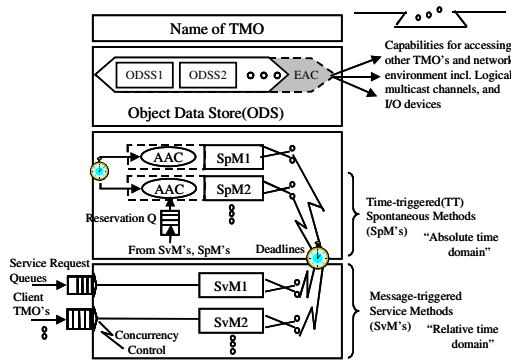 Name of TMO
Capabilities for accessing
other TMO's and network
environment incl. Logical
multicast channels, and
I/O devices
ODSS1
ODSS2
EAC
Object Data Store(ODS)
AAC
SpM1
AAC
SpM2
Reservation Q
From SvM's, SpM's
Deadlines
Time-triggered(TT)
Spontaneous Methods
(SpM's)
"Absolute time
domain"
Service Request
Queues
Client
TMO's
SvM1
SvM2
Concurrency
Control
Message-triggered
Service Methods
(SvM's)
"Relative time
domain"